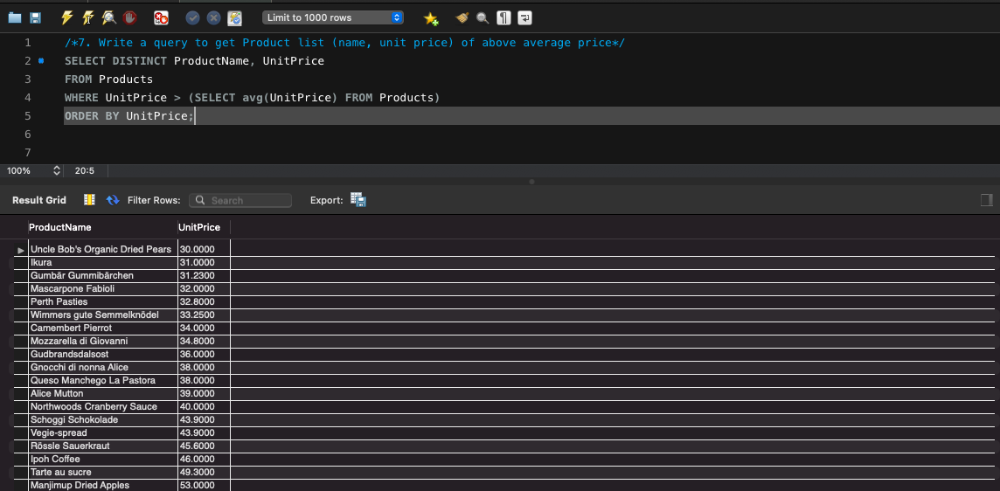 Limit to 1000 rows
1 /*7. Write a query to get Product list (name, unit price) of above average price*/
2 SELECT DISTINCT ProductName, UnitPrice
3 FROM Products
4 WHERE UnitPrice > (SELECT avg(UnitPrice) FROM Products)
5 ORDER BY UnitPrice;
6
7
100% 20:5
Result Grid Filter Rows: Search Export:
ProductName UnitPrice
Uncle Bob's Organic Dried Pears 30.0000
Ikura 31.0000
Gumbär Gummibärchen 31.2300
Mascarpone Fabioli 32.0000
Perth Pasties 32.8000
Wimmers gute Semmelknödel 33.2500
Camembert Pierrot 34.0000
Mozzarella di Giovanni 34.8000
Gudbrandsdalsost 36.0000
Gnocchi di nonna Alice 38.0000
Queso Manchego La Pastora 38.0000
Alice Mutton 39.0000
Northwoods Cranberry Sauce 40.0000
Schoggi Schokolade 43.9000
Vegie-spread 43.9000
Rössle Sauerkraut 45.6000
Ipoh Coffee 46.0000
Tarte au sucre 49.3000
Manjimup Dried Apples 53.0000